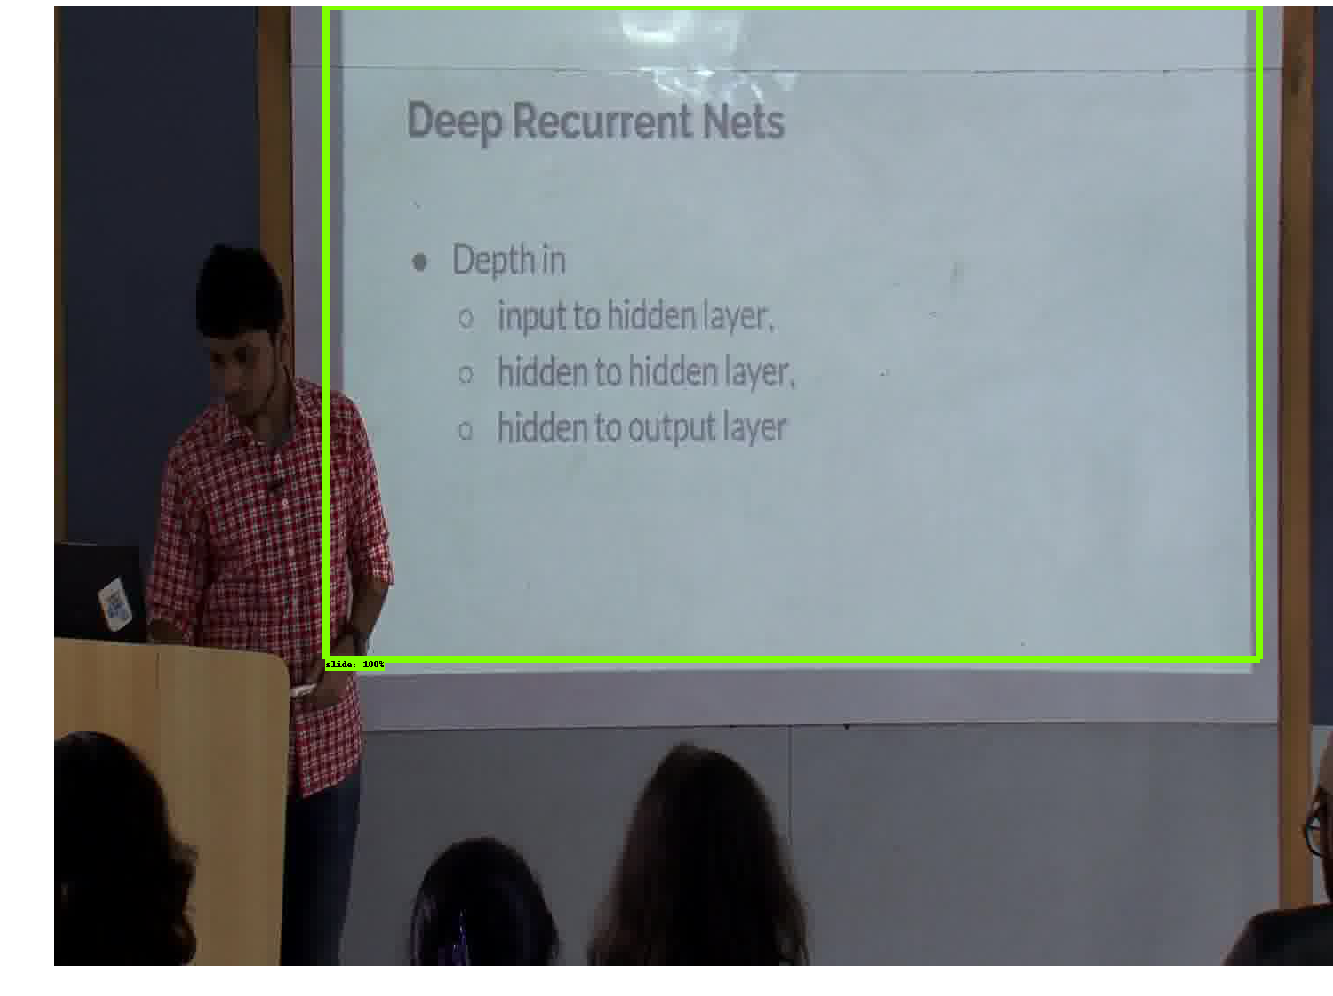 Deep Recurrent Nets
● Depth in
○ input to hidden layer,
○ hidden to hidden layer,
○ hidden to output layer
slide: 100%